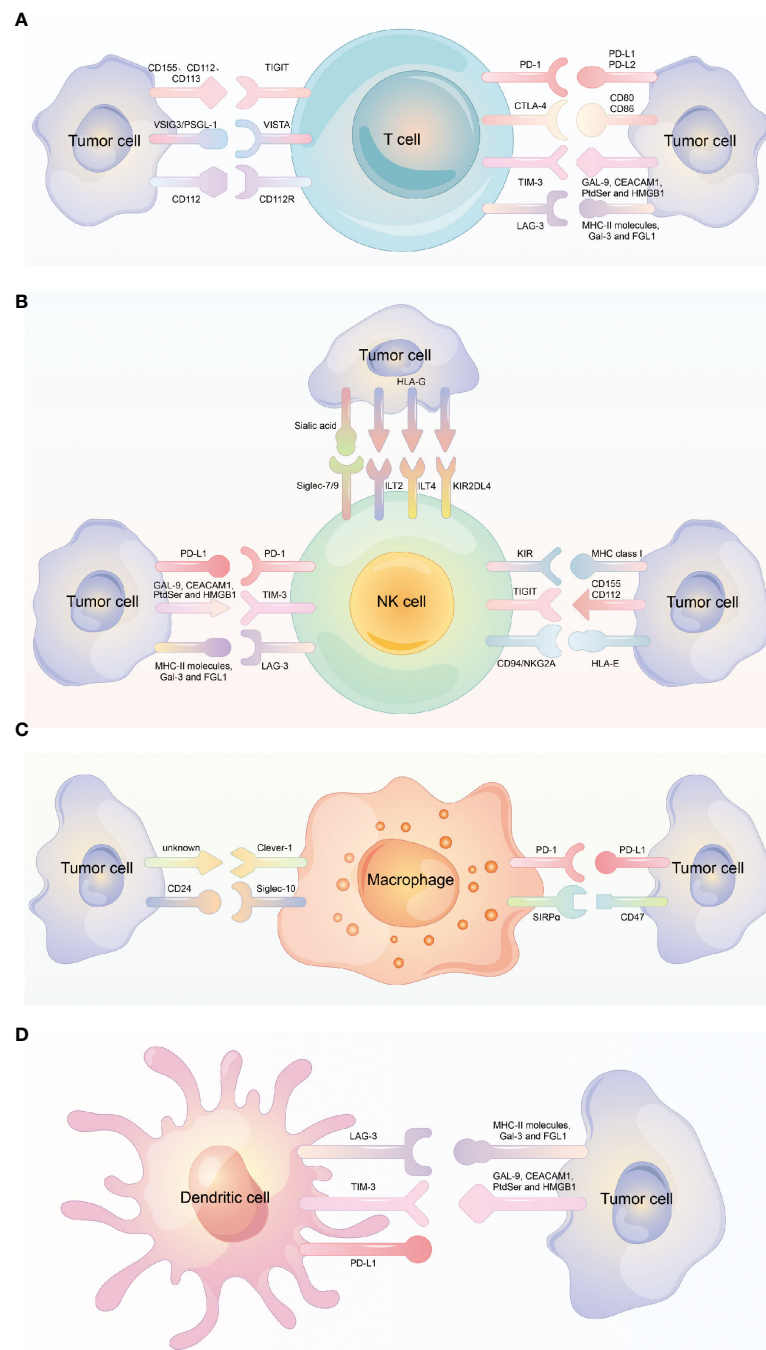 A
CD155、CD112、
CD113
TIGIT
PD-1
PD-L1
PD-L2
CTLA-4
CD80
CD86
Tumor cell
VSIG3/PSGL-1
VISTA
T cell
Tumor cell
CD112
CD112R
TIM-3
GAL-9, CEACAM1,
PtdSer and HMGB1
LAG-3
MHC-II molecules,
Gal-3 and FGL1
B
Tumor cell
HLA-G
Sialic acid
Siglec-7/9
ILT2
ILT4
KIR2DL4
PD-L1
PD-1
KIR
MHC class I
GAL-9, CEACAM1,
PtdSer and HMGB1
TIM-3
TIGIT
CD155
CD112
Tumor cell
NK cell
Tumor cell
MHC-II molecules,
Gal-3 and FGL1
LAG-3
CD94/NKG2A
HLA-E
C
unknown
Clever-1
PD-1
PD-L1
Tumor cell
Macrophage
Tumor cell
CD24
Siglec-10
SIRPα
CD47
D
LAG-3
MHC-II molecules,
Gal-3 and FGL1
TIM-3
GAL-9, CEACAM1,
PtdSer and HMGB1
Dendritic cell
Tumor cell
PD-L1